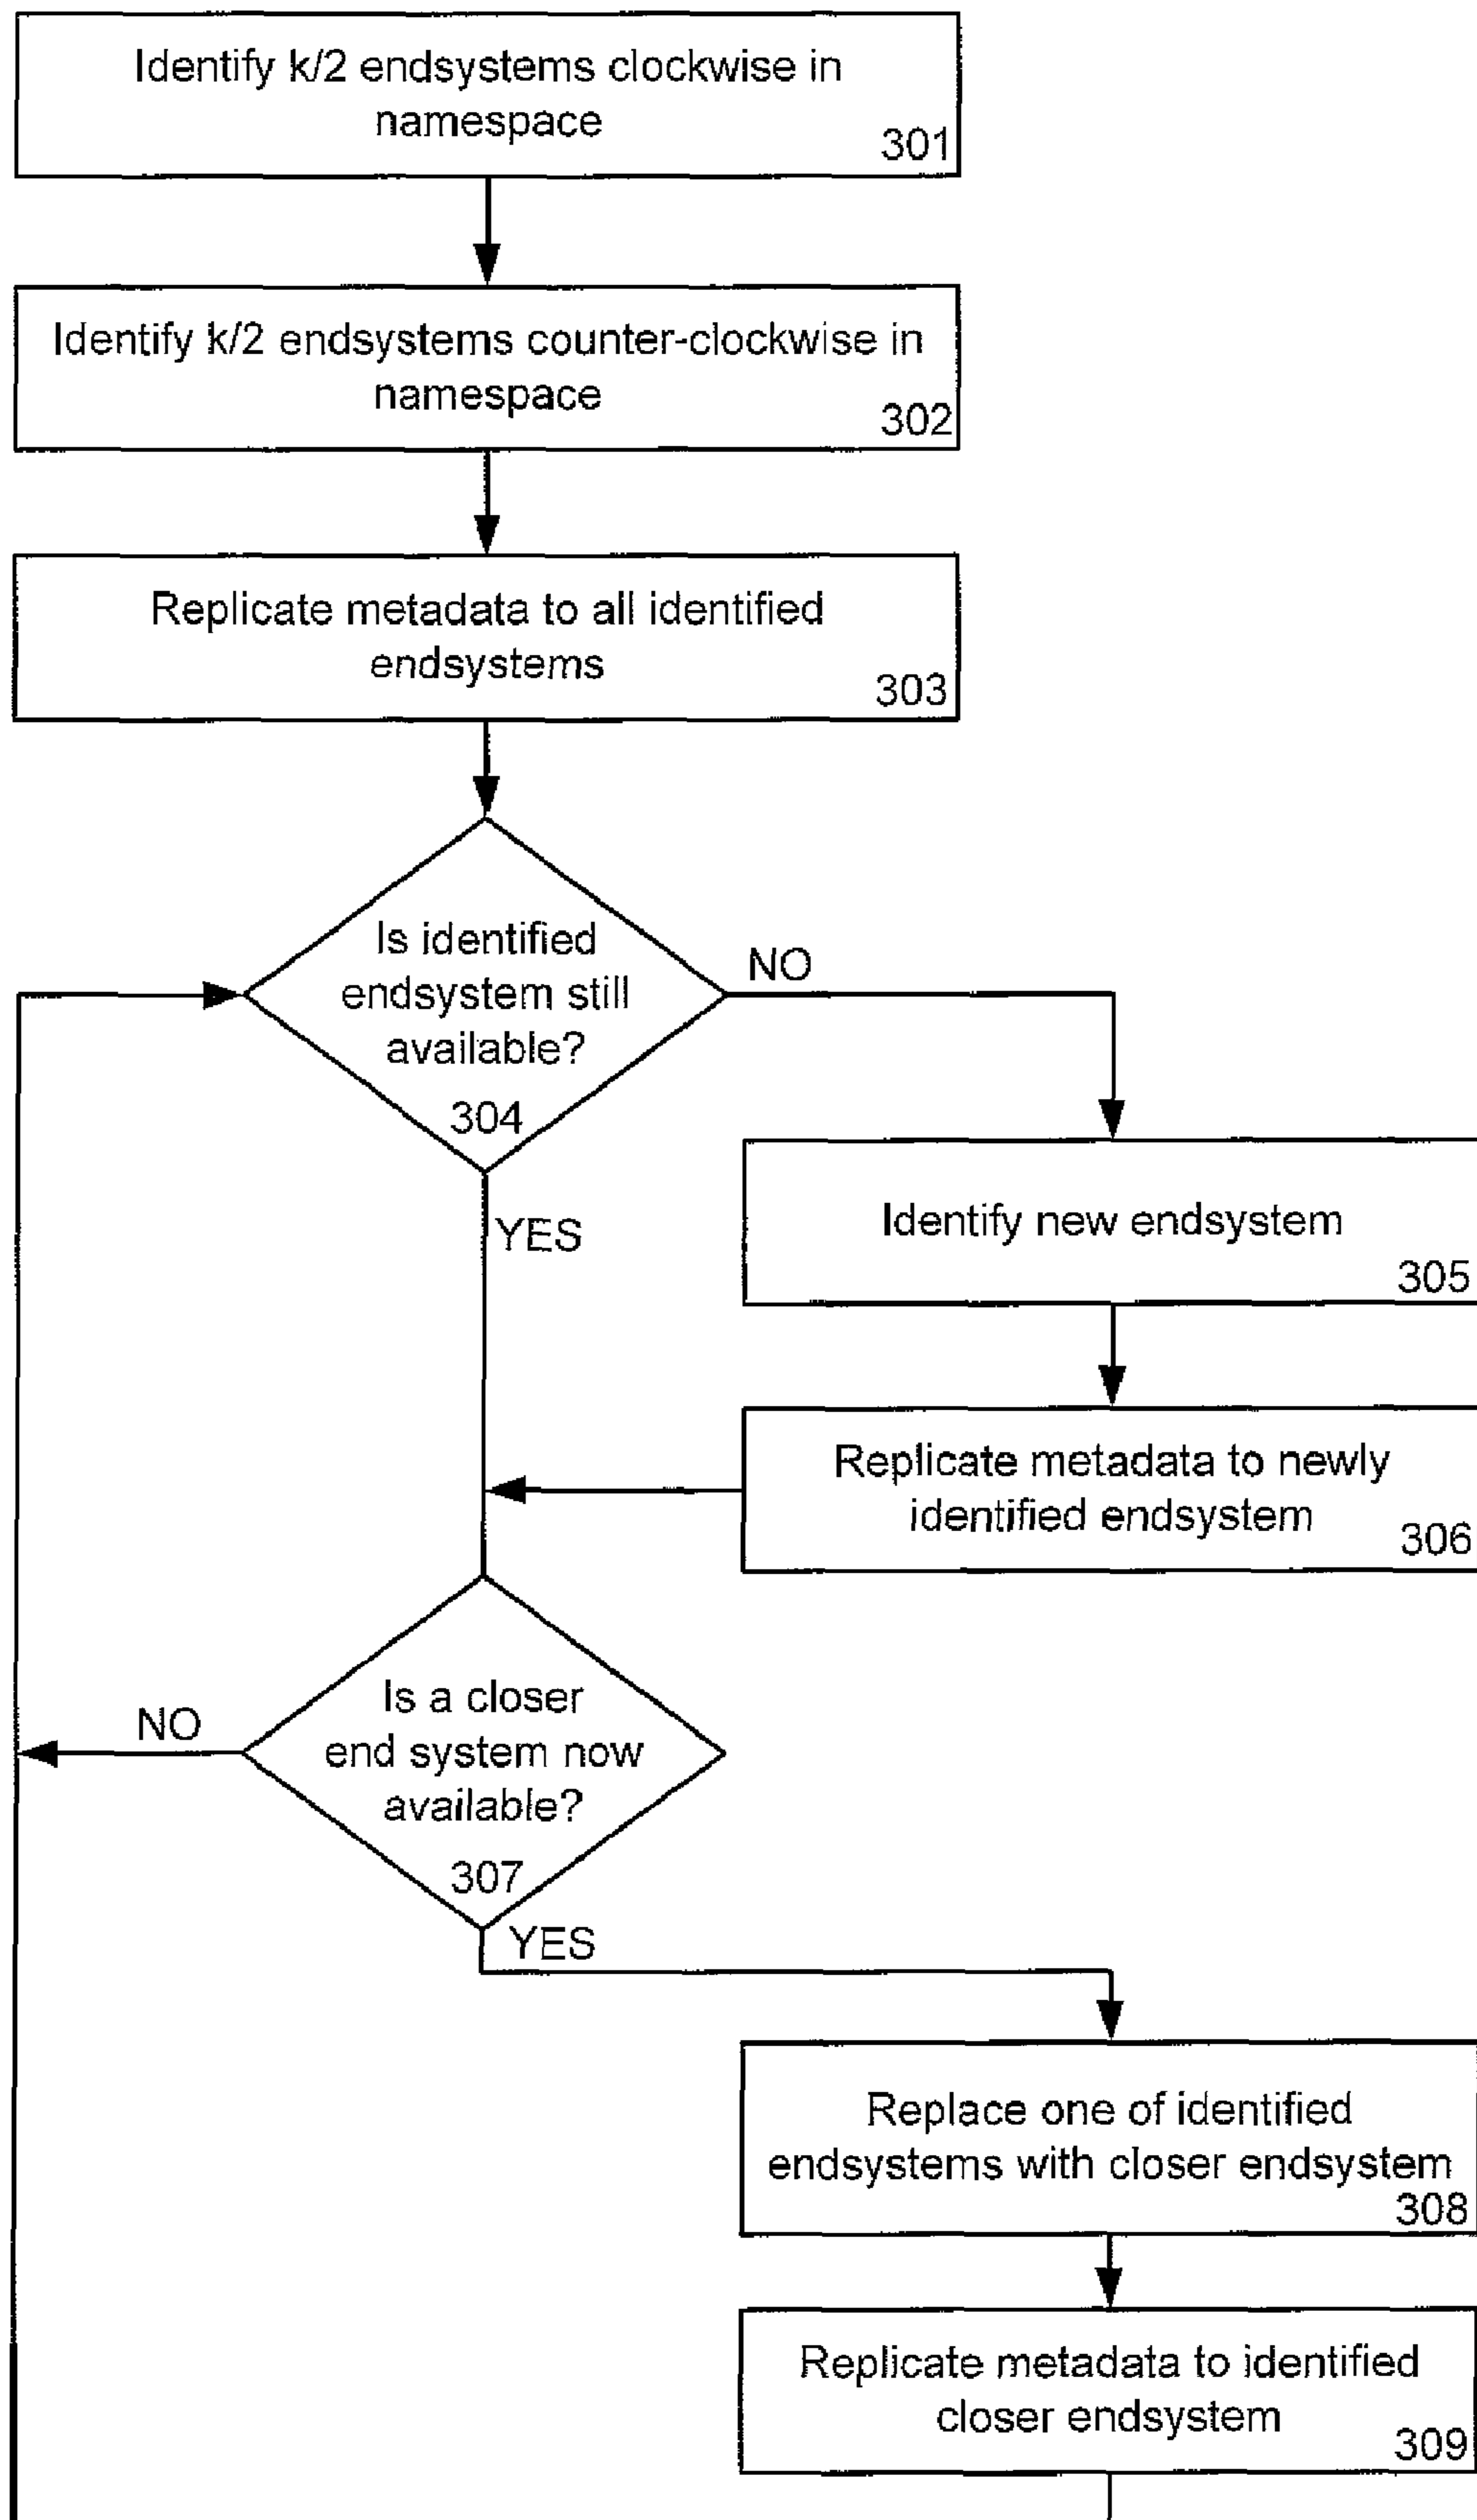 Identify k/2 endsystems clockwise in
namespace
301
Identify k/2 endsystems counter-clockwise in
namespace
302
Replicate metadata to all identified
endsystems
303
Is identified
endsystem still
available?
304
NO
YES
Identify new endsystem
305
Replicate metadata to newly
identified endsystem
306
Is a closer
end system now
available?
307
NO
YES
Replace one of identified
endsystems with closer endsystem
308
Replicate metadata to identified
closer endsystem
309